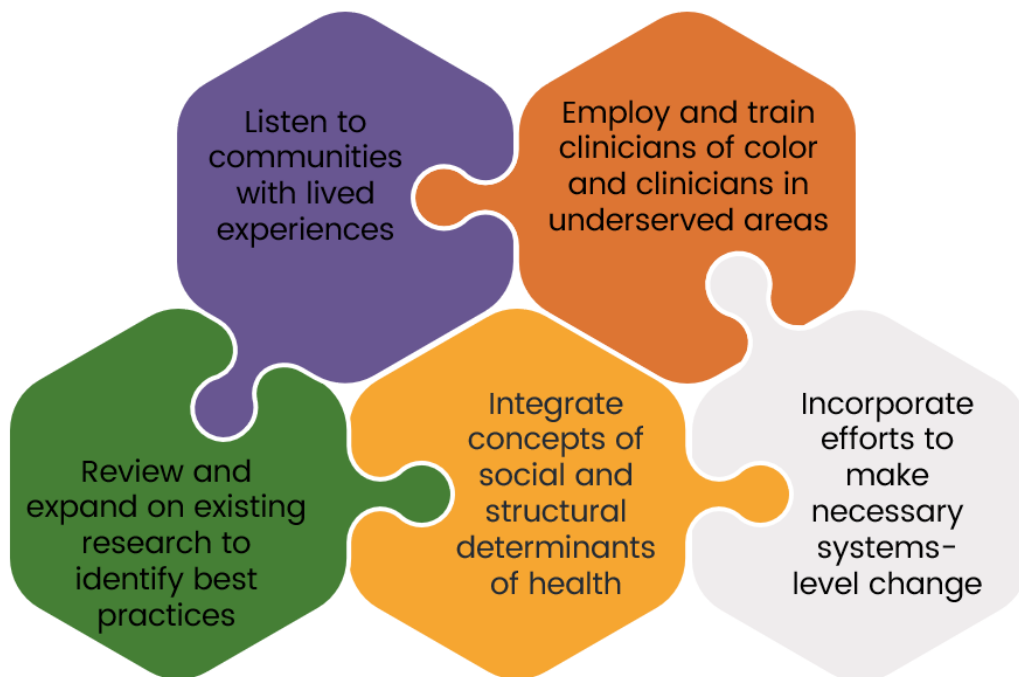 Listen to
communities
with lived
experiences
Employ and train
clinicians of color
and clinicians in
underserved areas
Review and
expand on existing
research to
identify best
practices
Integrate
concepts of
social and
structural
determinants
of health
Incorporate
efforts to
make
necessary
systems-
level change